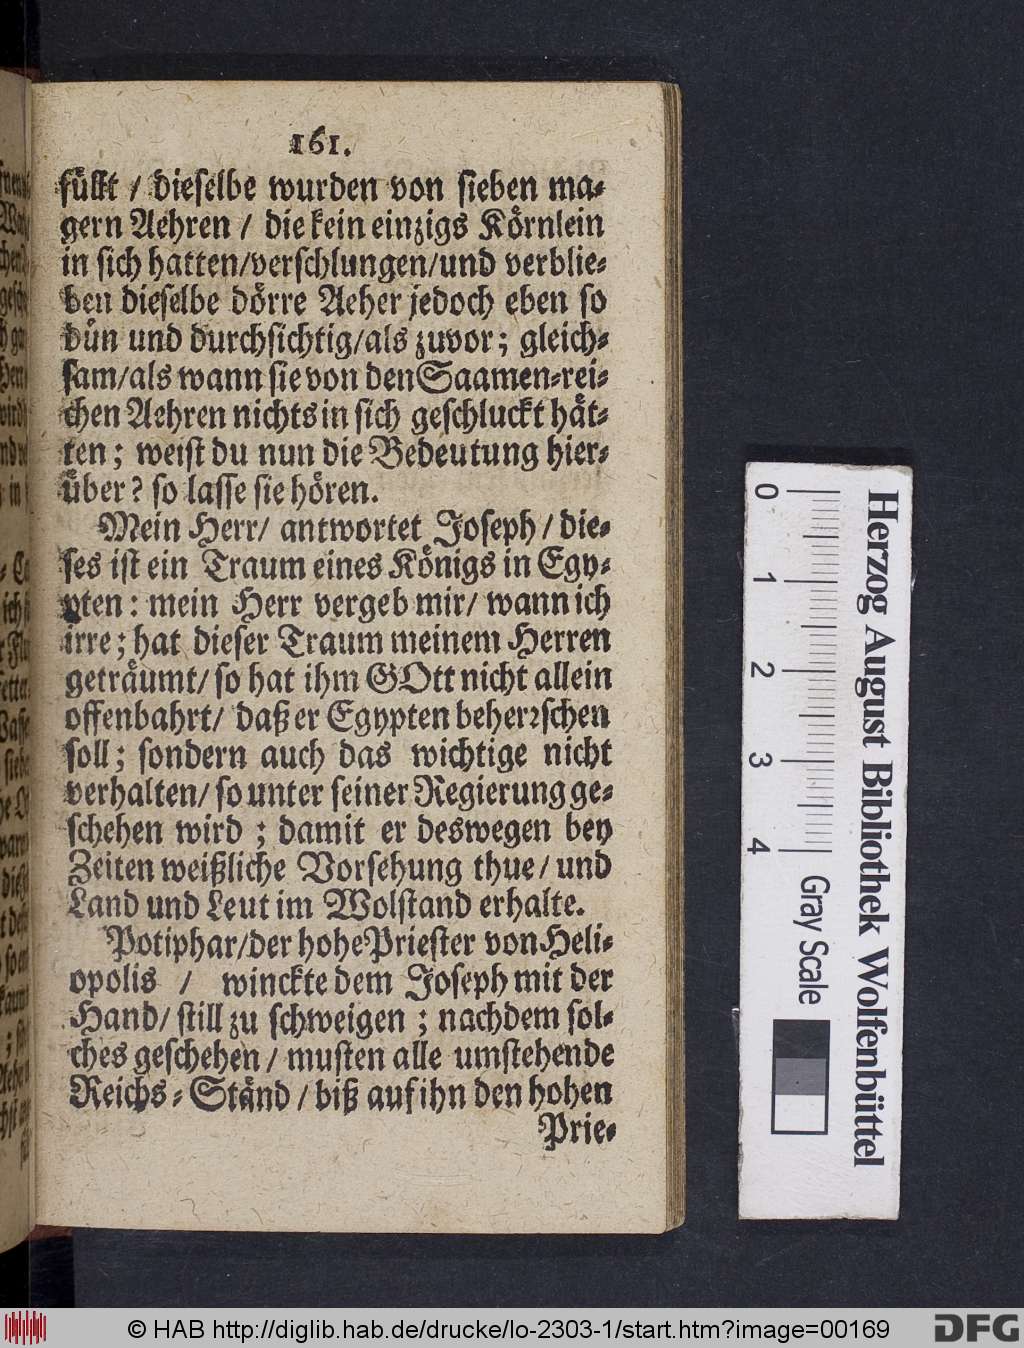 161.
füllt / dieselbe wurden von sieben ma-
gern Aehren / die kein einzigs Körnlein
in sich hatten/verschlungen/und verblie-
ben dieselbe dörre Aeher jedoch eben so
dün und durchsichtig/als zuvor; gleich-
sam/als wann sie von den Saamen-rei-
chen Aehren nichts in sich geschluckt hät-
ten; weist du nun die Bedeutung hier-
über? so lasse sie hören.
Mein Herr/ antwortet Joseph / die-
ses ist ein Traum eines Königs in Egy-
pten: mein Herr vergeb mir/ wann ich
irre; hat dieser Traum meinem Herren
geträumt/ so hat ihm GOtt nicht allein
offenbahrt/ daß er Egypten beherrschen
soll; sondern auch das wichtige nicht
verhalten/ so unter seiner Regierung ge-
schehen wird ; damit er deswegen bey
Zeiten weißliche Vorsehung thue / und
Land und Leut im Wolstand erhalte.
Potiphar/der hohe Priester von Heli-
opolis / winckte dem Joseph mit der
Hand/ still zu schweigen ; nachdem sol-
ches geschehen / musten alle umstehende
Reichs-Ständ / biß auf ihn den hohen
Prie-
Herzog August Bibliothek Wolfenbüttel
0 1 2 3 4 Gray Scale
© HAB http://diglib.hab.de/drucke/lo-2303-1/start.htm?image=00169
DFG